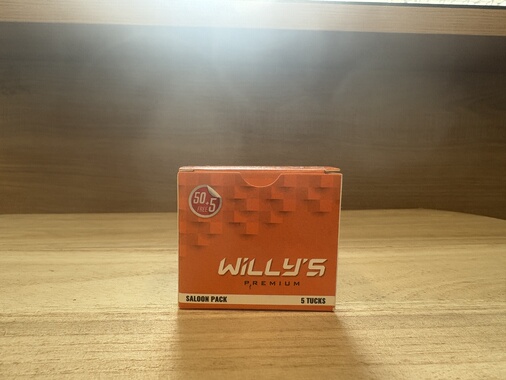 50+5
FREE
WILLY'S
PREMIUM
SALOON PACK
5 TUCKS